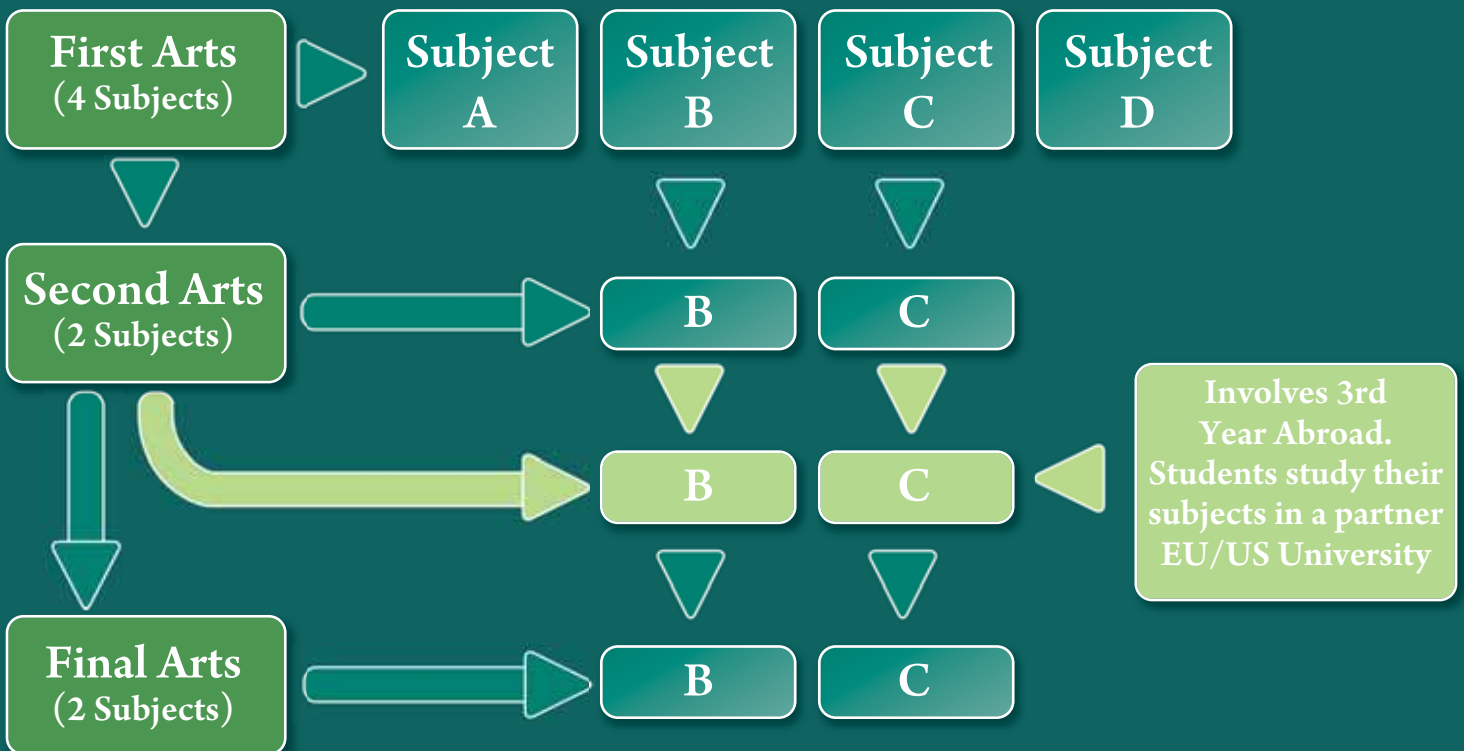 First Arts
(4 Subjects)
Subject
A
Subject
B
Subject
C
Subject
D
Second Arts
(2 Subjects)
B
C
B
C
Involves 3rd
Year Abroad.
Students study their
subjects in a partner
EU/US University
Final Arts
(2 Subjects)
B
C